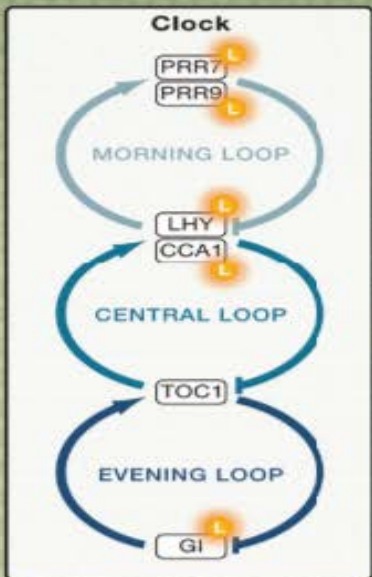 Clock
L
PRR7
PRR9
L
MORNING LOOP
L
LHY
CCA1
L
CENTRAL LOOP
TOC1
EVENING LOOP
L
GI